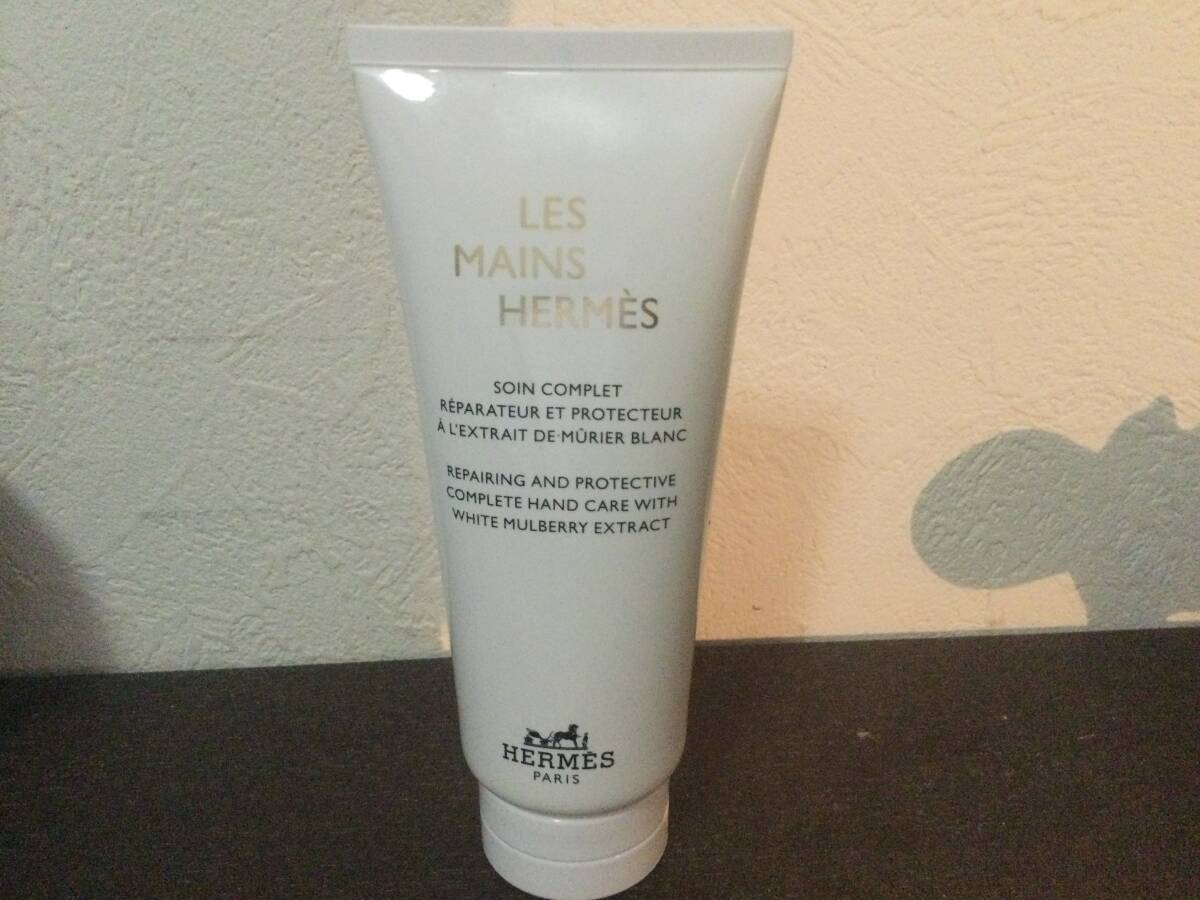 LES
MAINS
HERMÈS
SOIN COMPLET
RÉPARATEUR ET PROTECTEUR
À L'EXTRAIT DE MÛRIER BLANC
REPAIRING AND PROTECTIVE
COMPLETE HAND CARE WITH
WHITE MULBERRY EXTRACT
HERMÈS
PARIS